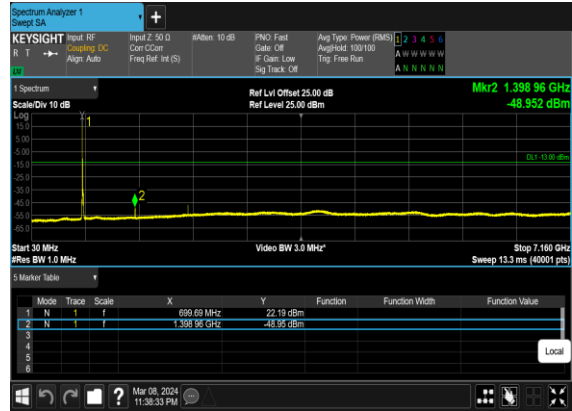 Spectrum Analyzer 1
Swept SA
+
KEYSIGHT Input: RF Input Z: 50 Ω #Atten: 10 dB PNO: Fast Avg Type: Power (RMS) 1 2 3 4 5 6
R T Coupling: DC Corr CCorr Gate: Off Avg|Hold: 100/100 A W W W W W
Align: Auto Freq Ref: Int (S) IF Gain: Low Trig: Free Run
Sig Track: Off A N N N N N
1 Spectrum Ref Lvl Offset 25.00 dB Mkr2 1.398 96 GHz
Scale/Div 10 dB Ref Level 25.00 dBm -48.952 dBm
Log
15.0
5.00
-5.00
-15.0
-25.0
-35.0
-45.0
-55.0
-65.0
1
2
DL1 -13.00 dBm
Start 30 MHz Video BW 3.0 MHz* Stop 7.160 GHz
#Res BW 1.0 MHz Sweep 13.3 ms (40001 pts)
5 Marker Table
Mode Trace Scale X Y Function Function Width Function Value
1 N 1 f 699.69 MHz 22.19 dBm
2 N 1 f 1.398 96 GHz -48.95 dBm
3
4
5
6
Local
? Mar 08, 2024
11:38:33 PM